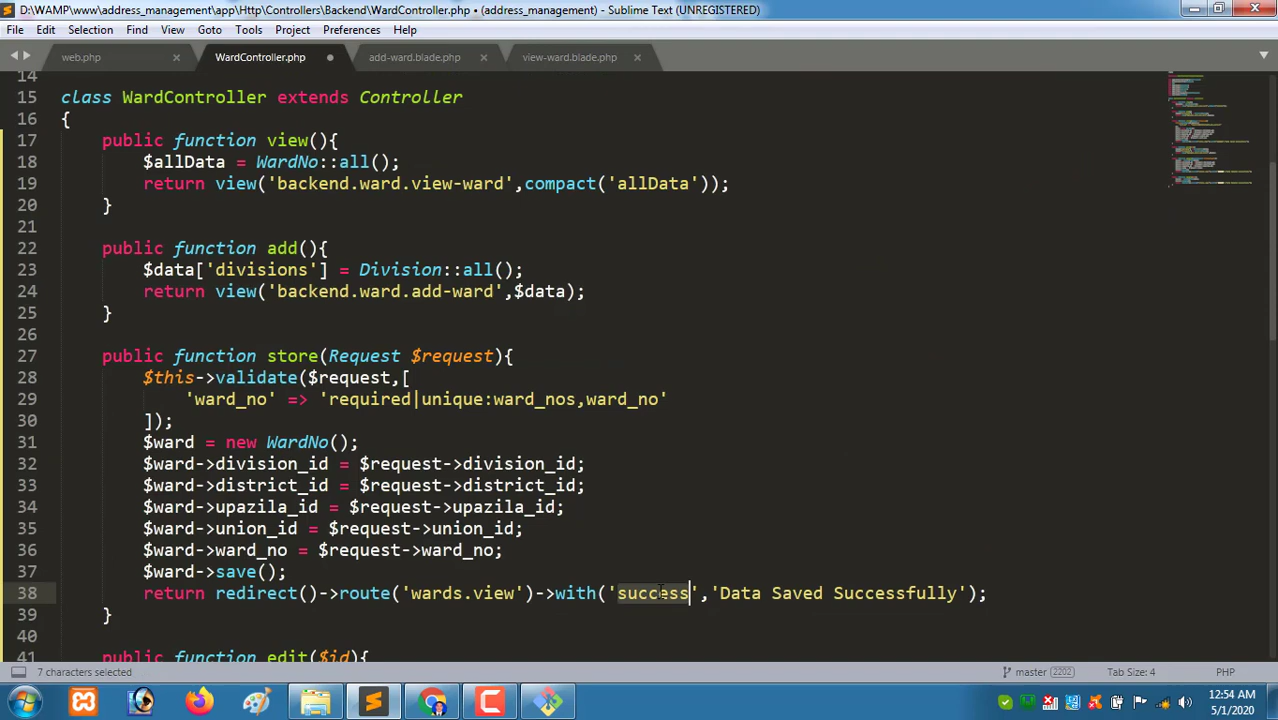 D:\WAMP\www\address_management\app\Http\Controllers\Backend\WardController.php • (address_management) - Sublime Text (UNREGISTERED)
File Edit Selection Find View Goto Tools Project Preferences Help
web.php WardController.php add-ward.blade.php view-ward.blade.php
14
15 class WardController extends Controller
16 {
17 public function view(){
18 $allData = WardNo::all();
19 return view('backend.ward.view-ward',compact('allData'));
20 }
21
22 public function add(){
23 $data['divisions'] = Division::all();
24 return view('backend.ward.add-ward',$data);
25 }
26
27 public function store(Request $request){
28 $this->validate($request,[
29 'ward_no' => 'required|unique:ward_nos,ward_no'
30 ]);
31 $ward = new WardNo();
32 $ward->division_id = $request->division_id;
33 $ward->district_id = $request->district_id;
34 $ward->upazila_id = $request->upazila_id;
35 $ward->union_id = $request->union_id;
36 $ward->ward_no = $request->ward_no;
37 $ward->save();
38 return redirect()->route('wards.view')->with('success','Data Saved Successfully');
39 }
40
41 public function edit($id){
7 characters selected master 2202 Tab Size: 4 PHP
12:54 AM
5/1/2020